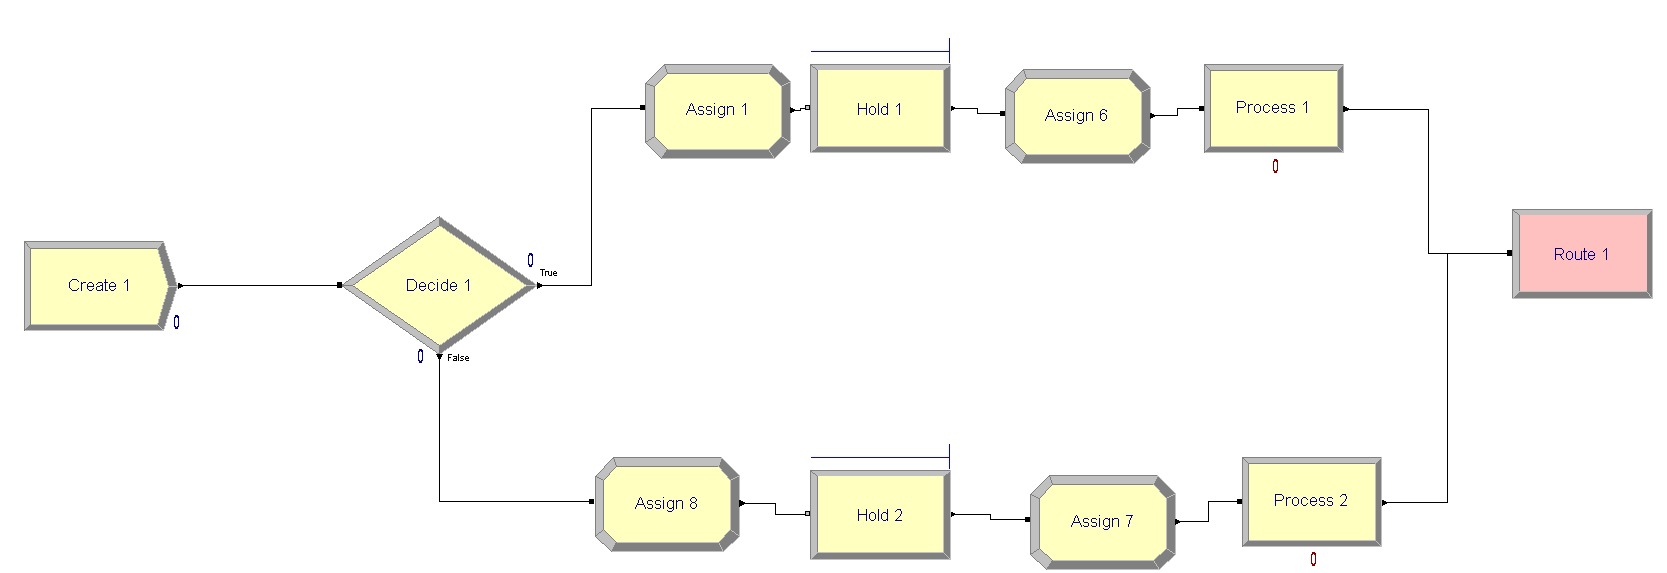 Assign 1
Hold 1
Assign 6
Process 1
0
Route 1
Create 1
0
Decide 1
0
True
0
False
Assign 8
Hold 2
Assign 7
Process 2
0